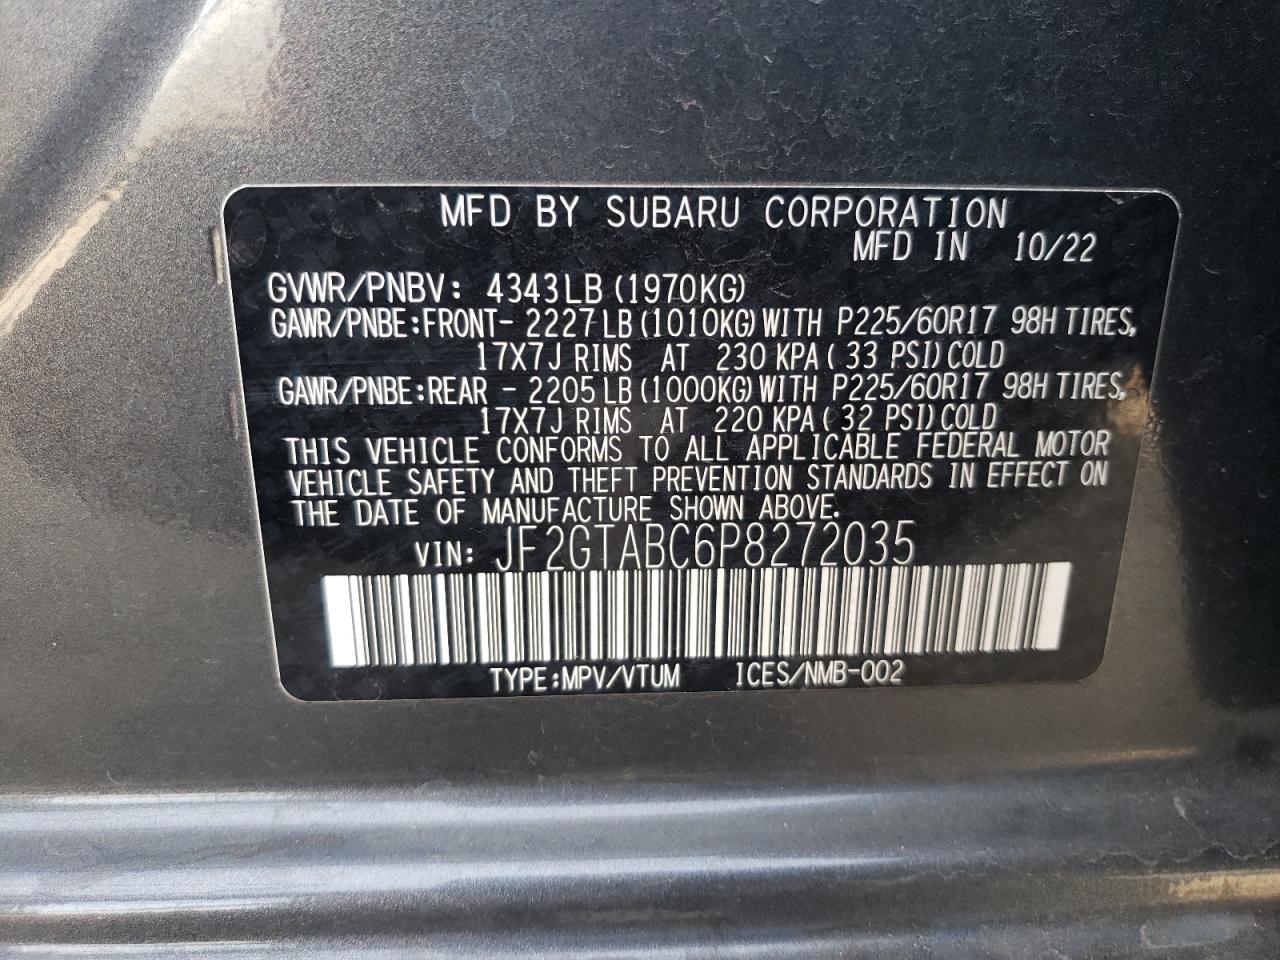 MFD BY SUBARU CORPORATION
MFD IN 10/22
GVWR/PNBV: 4343LB (1970KG)
GAWR/PNBE:FRONT- 2227 LB (1010KG) WITH P225/60R17 98H TIRES,
17X7J RIMS AT 230 KPA ( 33 PSI) COLD
GAWR/PNBE:REAR - 2205 LB (1000KG) WITH P225/60R17 98H TIRES,
17X7J RIMS AT 220 KPA ( 32 PSI) COLD
THIS VEHICLE CONFORMS TO ALL APPLICABLE FEDERAL MOTOR
VEHICLE SAFETY AND THEFT PREVENTION STANDARDS IN EFFECT ON
THE DATE OF MANUFACTURE SHOWN ABOVE.
VIN: JF2GTABC6P8272035
TYPE:MPV/VTUM ICES/NMB-002